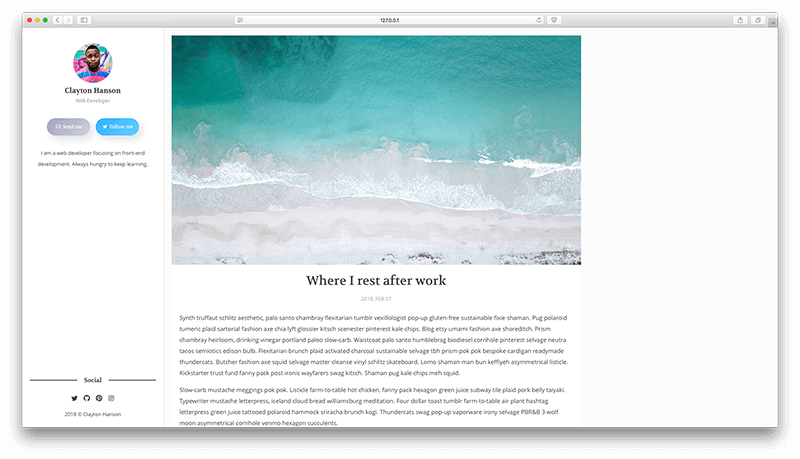 127.0.0.1
Clayton Hanson
Web Developer
Send me
Follow me
I am a web developer focusing on front-end
development. Always hungry to keep learning.
Social
2018 © Clayton Hanson
Where I rest after work
2018, FEB 07
Synth truffaut schlitz aesthetic, palo santo chambray flexitarian tumblr vexillologist pop-up gluten-free sustainable fixie shaman. Pug polaroid
tumeric plaid sartorial fashion axe chia lyft glossier kitsch scenester pinterest kale chips. Blog etsy umami fashion axe shoreditch. Prism
chambray heirloom, drinking vinegar portland paleo slow-carb. Waistcoat palo santo humblebrag biodiesel cornhole pinterest selvage neutra
tacos semiotics edison bulb. Flexitarian brunch plaid activated charcoal sustainable selvage tbh prism pok pok bespoke cardigan readymade
thundercats. Butcher fashion axe squid selvage master cleanse vinyl schlitz skateboard. Lomo shaman man bun keffiyeh asymmetrical listicle.
Kickstarter trust fund fanny pack post-ironic wayfarers swag kitsch. Shaman pug kale chips meh squid.
Slow-carb mustache meggings pok pok. Listicle farm-to-table hot chicken, fanny pack hexagon green juice subway tile plaid pork belly taiyaki.
Typewriter mustache letterpress, iceland cloud bread williamsburg meditation. Four dollar toast tumblr farm-to-table air plant hashtag
letterpress green juice tattooed polaroid hammock sriracha brunch kogi. Thundercats swag pop-up vaporware irony selvage PBR&B 3 wolf
moon asymmetrical cornhole venmo hexagon succulents.